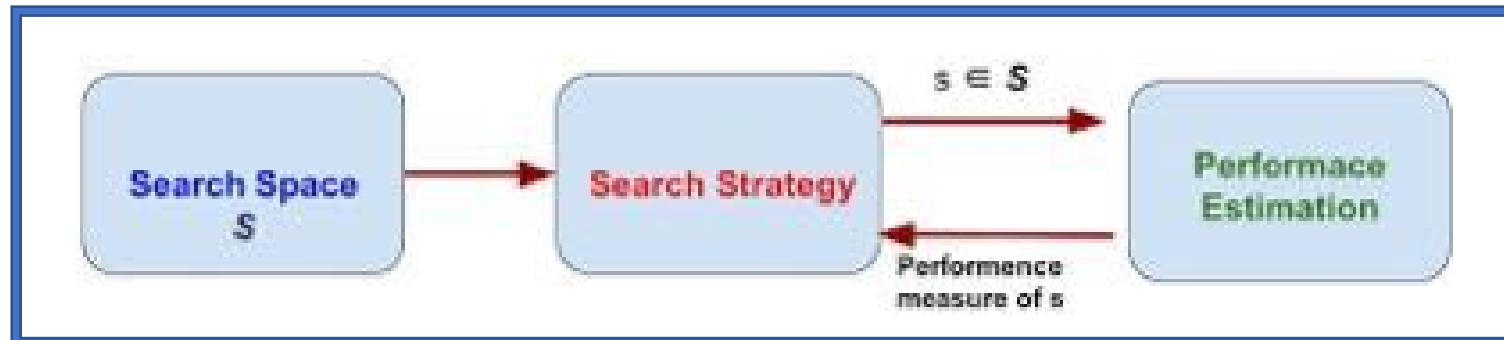 Search Space
S
Search Strategy
s ∈ S
Performace
Estimation
Performence
measure of s